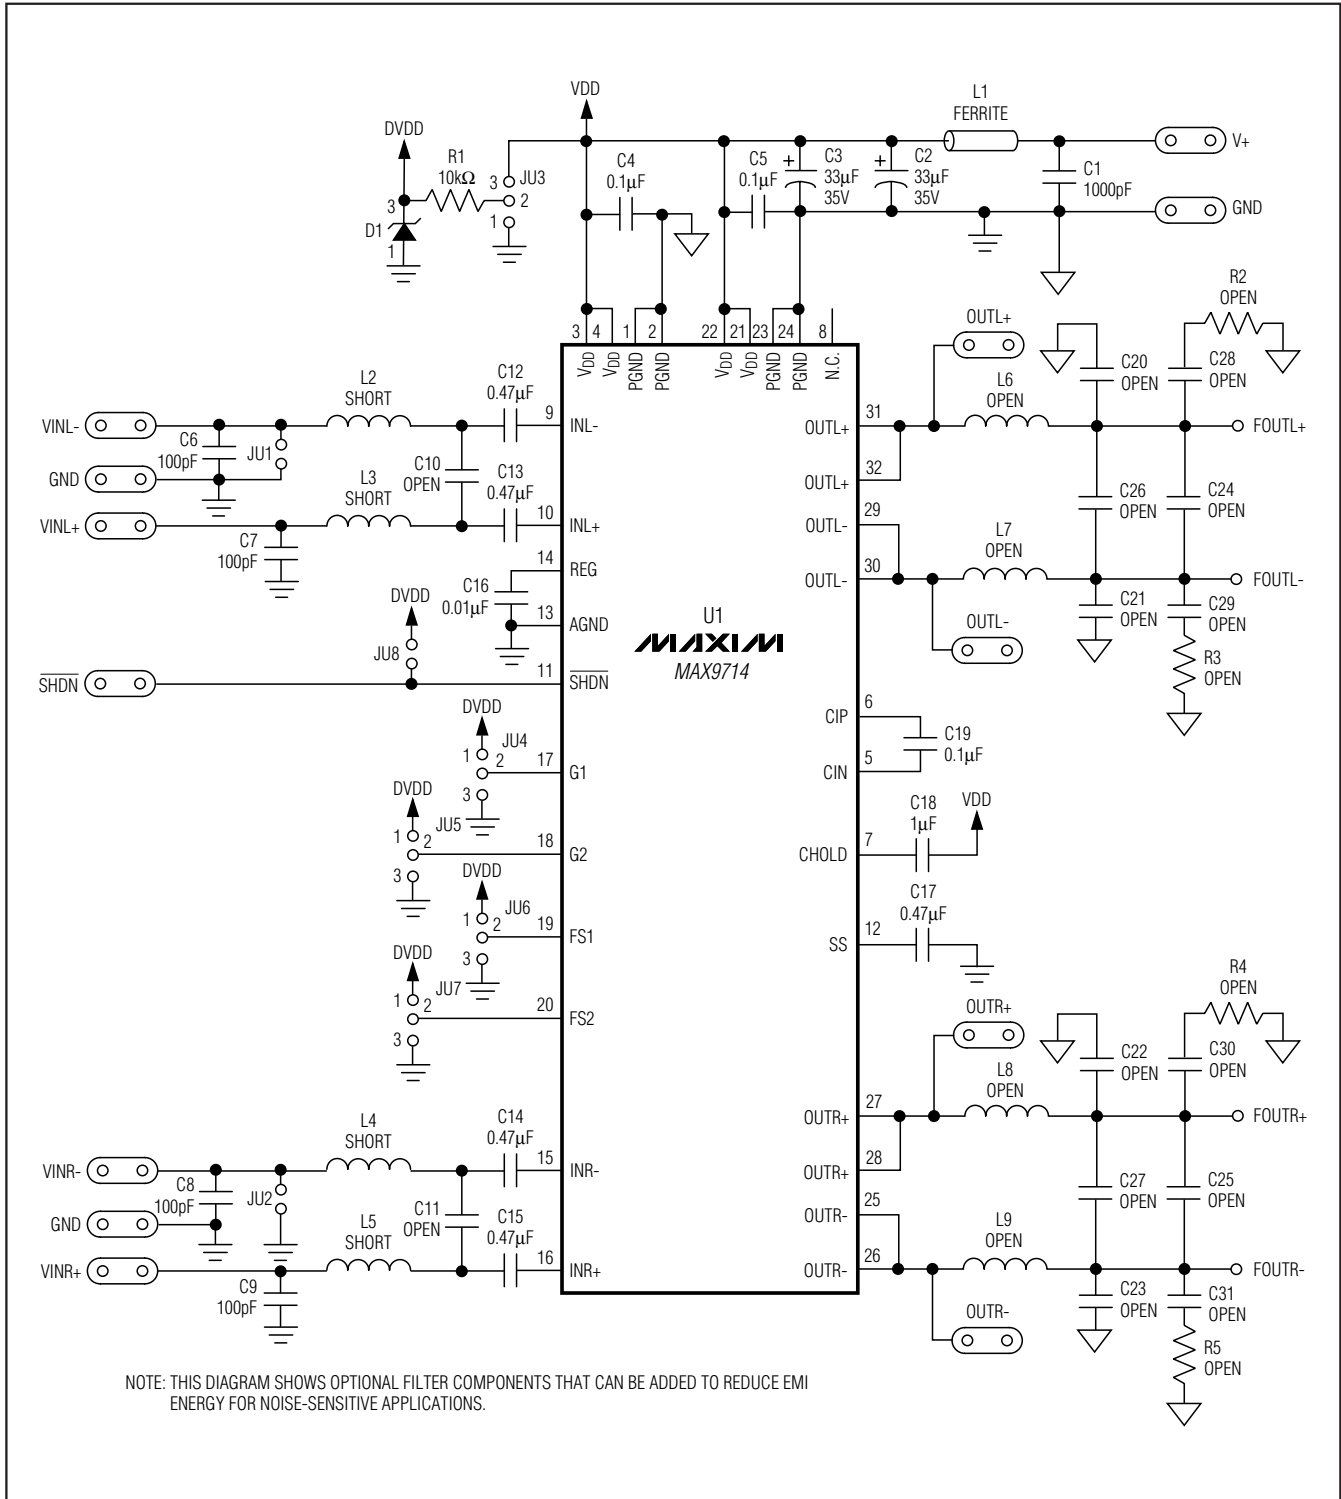 VDD
L1
FERRITE
DVDD
R1
10kΩ
3
JU3
2
1
3
D1
1
C4
0.1µF
C5
0.1µF
+
C3
33µF
35V
+
C2
33µF
35V
C1
1000pF
V+
GND
R2
OPEN
3
4
1
2
22
21
23
24
8
VDD
VDD
PGND
PGND
VDD
VDD
PGND
PGND
N.C.
OUTL+
C20
OPEN
C28
OPEN
L2
SHORT
C12
0.47µF
9
INL-
VINL-
C6
100pF
JU1
GND
L3
SHORT
C10
OPEN
C13
0.47µF
10
INL+
VINL+
C7
100pF
L6
OPEN
31
OUTL+
32
OUTL+
FOUTL+
C26
OPEN
C24
OPEN
29
OUTL-
30
OUTL-
L7
OPEN
FOUTL-
C21
OPEN
C29
OPEN
OUTL-
R3
OPEN
14
REG
C16
0.01µF
13
AGND
DVDD
JU8
SHDN
11
SHDN
U1
MAXIM
MAX9714
DVDD
JU4
1
2
3
17
G1
DVDD
JU5
1
2
3
18
G2
DVDD
JU6
1
2
3
19
FS1
DVDD
JU7
1
2
3
20
FS2
6
CIP
C19
0.1µF
5
CIN
C18
1µF
VDD
7
CHOLD
C17
0.47µF
12
SS
R4
OPEN
OUTR+
C22
OPEN
C30
OPEN
L8
OPEN
27
OUTR+
28
OUTR+
FOUTR+
C27
OPEN
C25
OPEN
25
OUTR-
26
OUTR-
L9
OPEN
FOUTR-
C23
OPEN
C31
OPEN
OUTR-
R5
OPEN
L4
SHORT
C14
0.47µF
15
INR-
VINR-
C8
100pF
JU2
GND
L5
SHORT
C11
OPEN
C15
0.47µF
16
INR+
VINR+
C9
100pF
NOTE: THIS DIAGRAM SHOWS OPTIONAL FILTER COMPONENTS THAT CAN BE ADDED TO REDUCE EMI
ENERGY FOR NOISE-SENSITIVE APPLICATIONS.